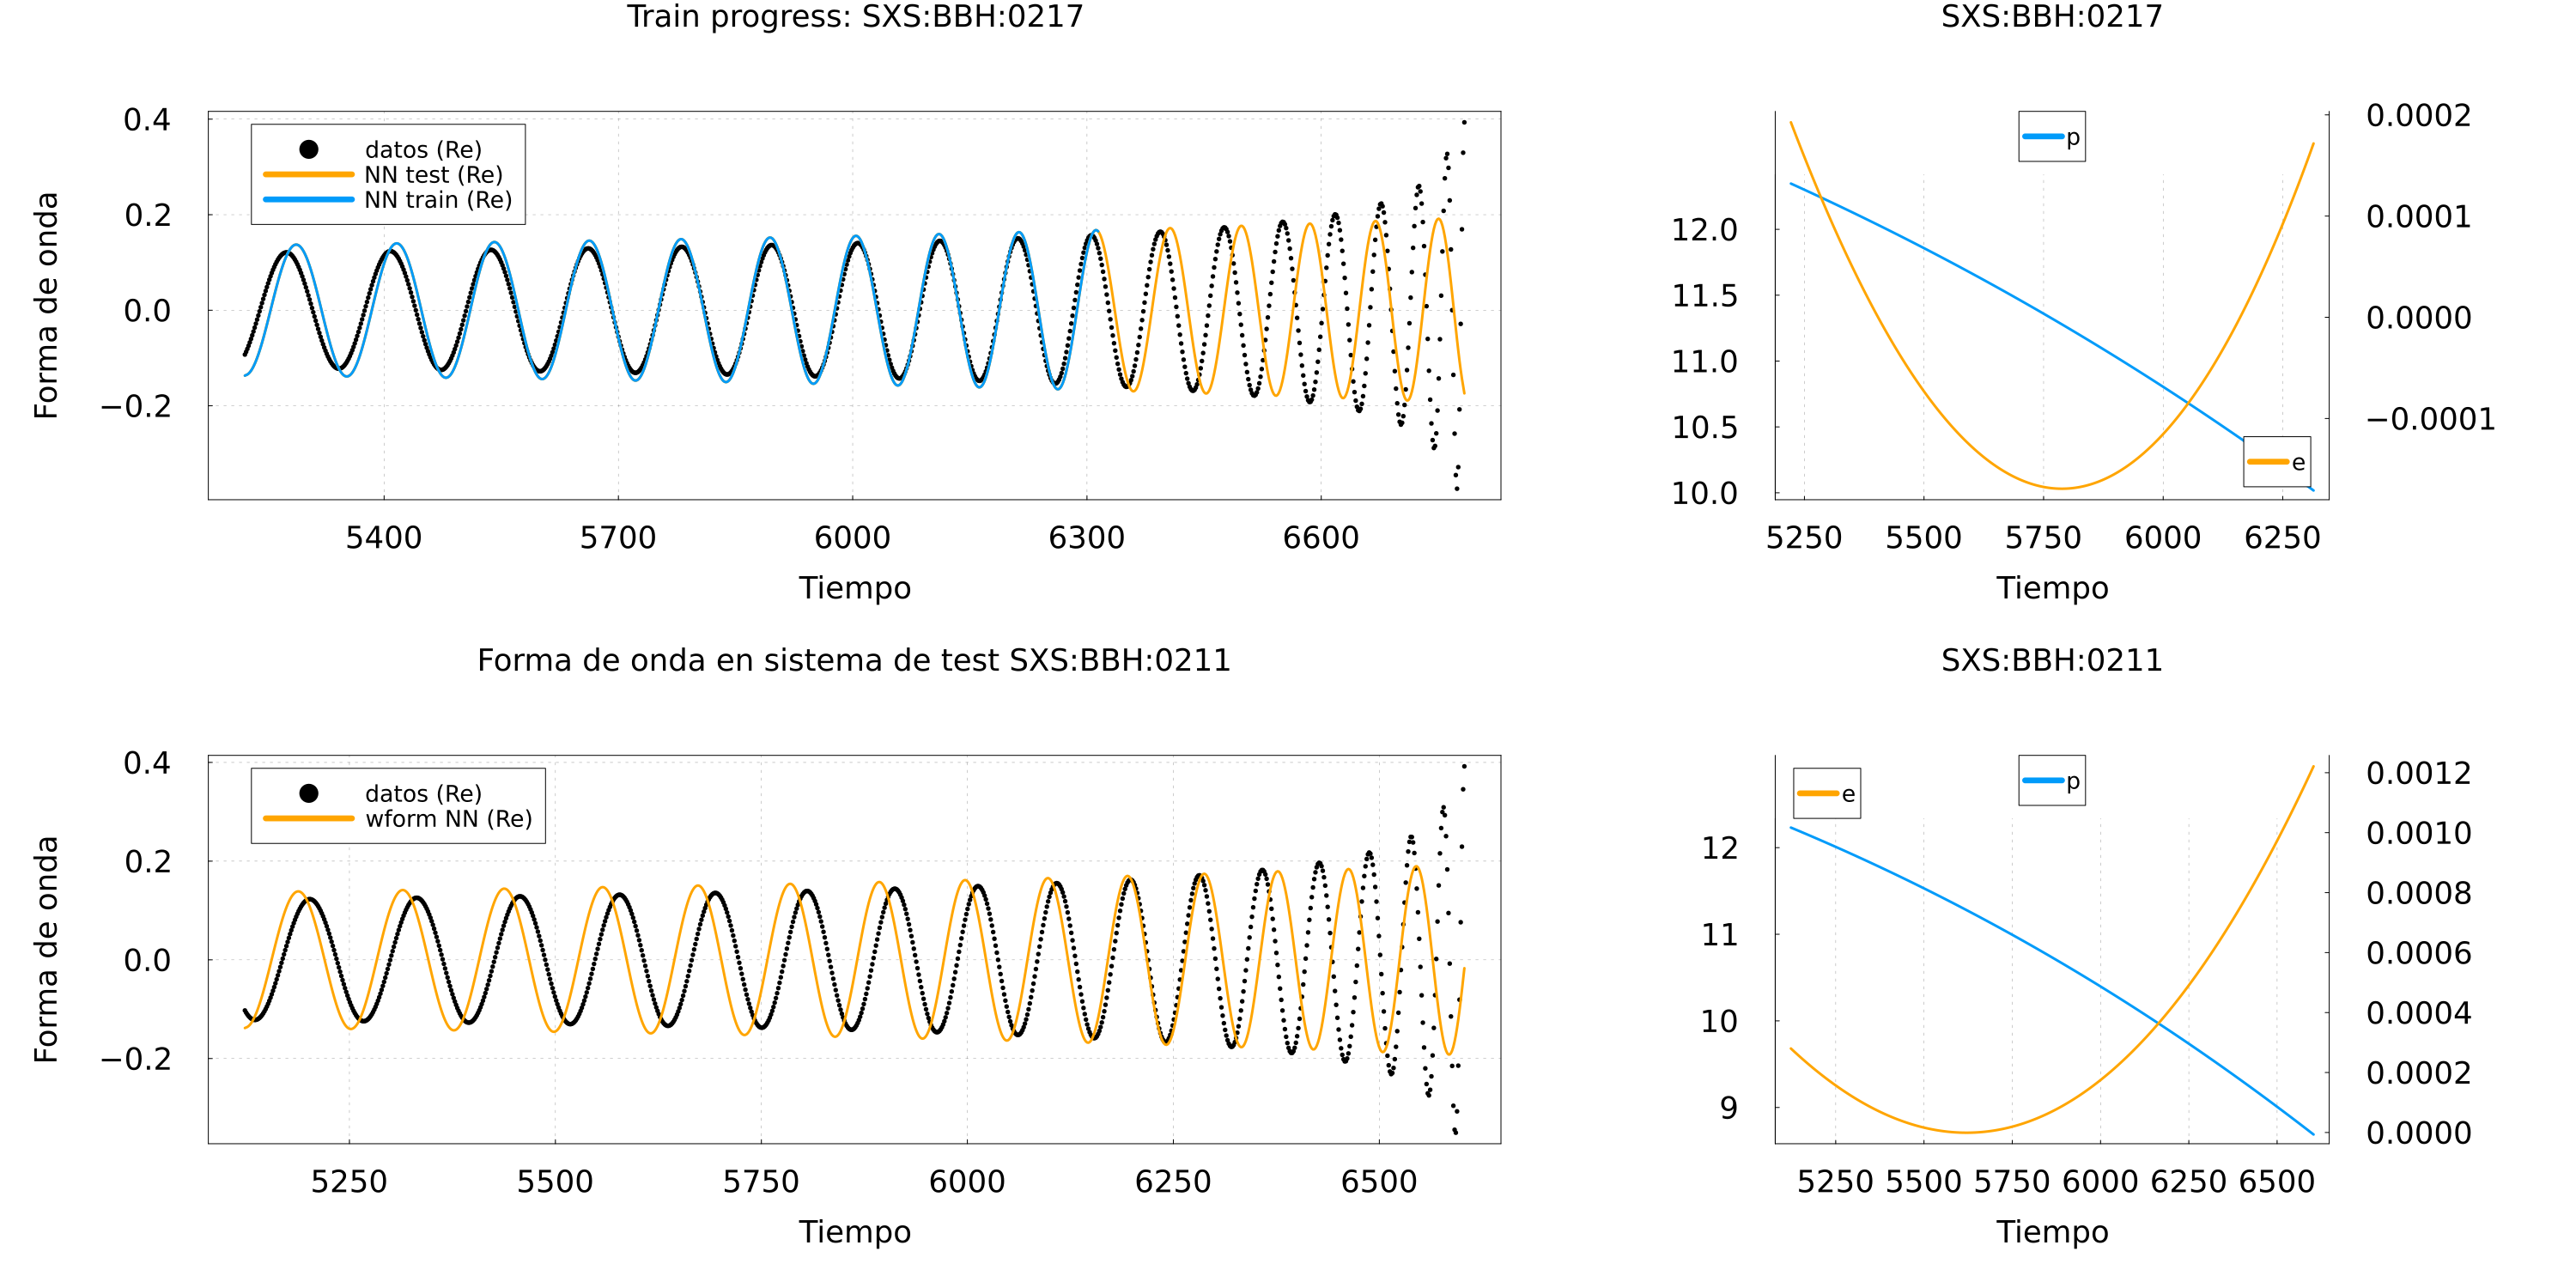 Train progress: SXS:BBH:0217
Forma de onda
0.4
0.2
0.0
−0.2
datos (Re)
NN test (Re)
NN train (Re)
5400 5700 6000 6300 6600
Tiempo
SXS:BBH:0217
12.0
11.5
11.0
10.5
10.0
p
e
0.0002
0.0001
0.0000
−0.0001
5250 5500 5750 6000 6250
Tiempo
Forma de onda en sistema de test SXS:BBH:0211
Forma de onda
0.4
0.2
0.0
−0.2
datos (Re)
wform NN (Re)
5250 5500 5750 6000 6250 6500
Tiempo
SXS:BBH:0211
12
11
10
9
e
p
0.0012
0.0010
0.0008
0.0006
0.0004
0.0002
0.0000
5250 5500 5750 6000 6250 6500
Tiempo